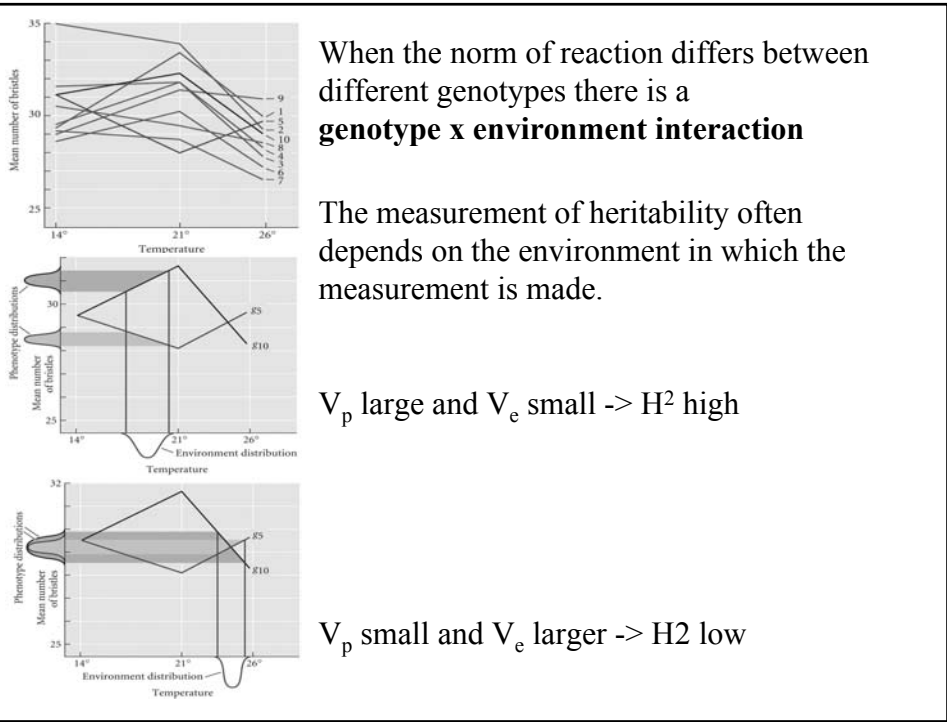 When the norm of reaction differs between
different genotypes there is a
genotype x environment interaction
The measurement of heritability often
depends on the environment in which the
measurement is made.
Vp large and Ve small -> H² high
Vp small and Ve larger -> H2 low
35
30
25
Mean number of bristles
14°
21°
26°
Temperature
9
1
5
2
10
8
4
3
6
7
Phenotype distributions
Mean number
of bristles
30
25
g5
g10
14°
21°
26°
Environment distribution
Temperature
32
Phenotype distributions
Mean number
of bristles
25
g5
g10
14°
21°
26°
Environment distribution
Temperature